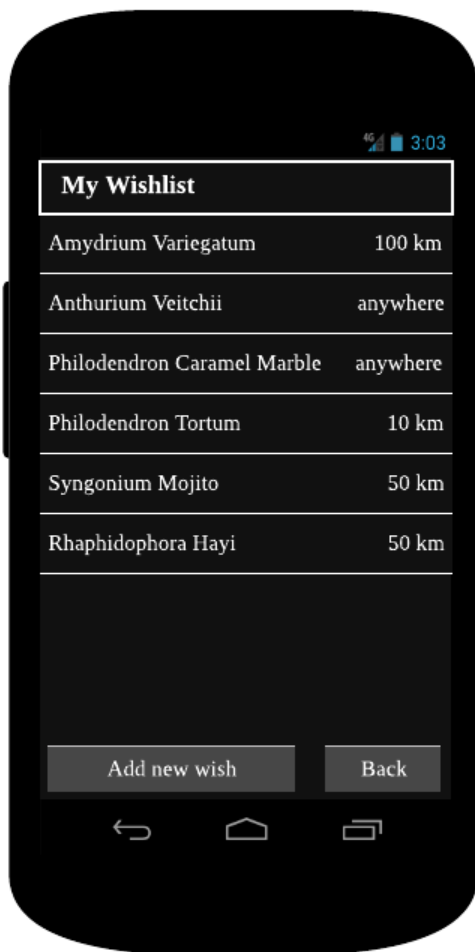 4G 3:03
My Wishlist
Amydrium Variegatum 100 km
Anthurium Veitchii anywhere
Philodendron Caramel Marble anywhere
Philodendron Tortum 10 km
Syngonium Mojito 50 km
Rhaphidophora Hayi 50 km
Add new wish Back